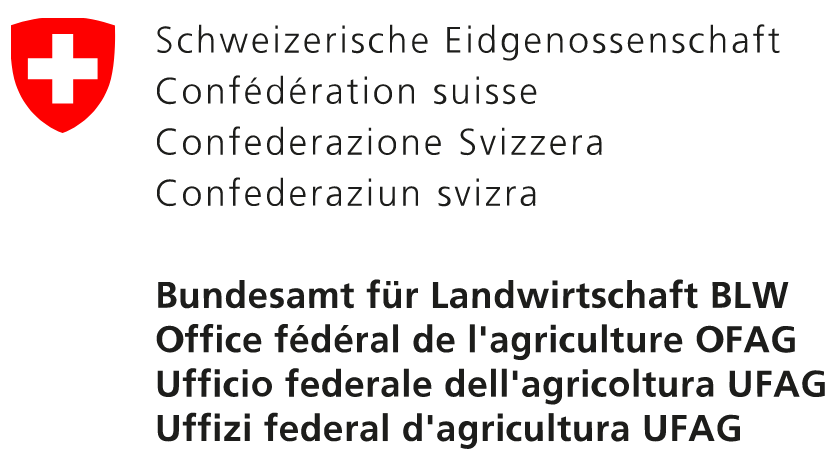 Schweizerische Eidgenossenschaft
Confédération suisse
Confederazione Svizzera
Confederaziun svizra
Bundesamt für Landwirtschaft BLW
Office fédéral de l'agriculture OFAG
Ufficio federale dell'agricoltura UFAG
Uffizi federal d'agricultura UFAG